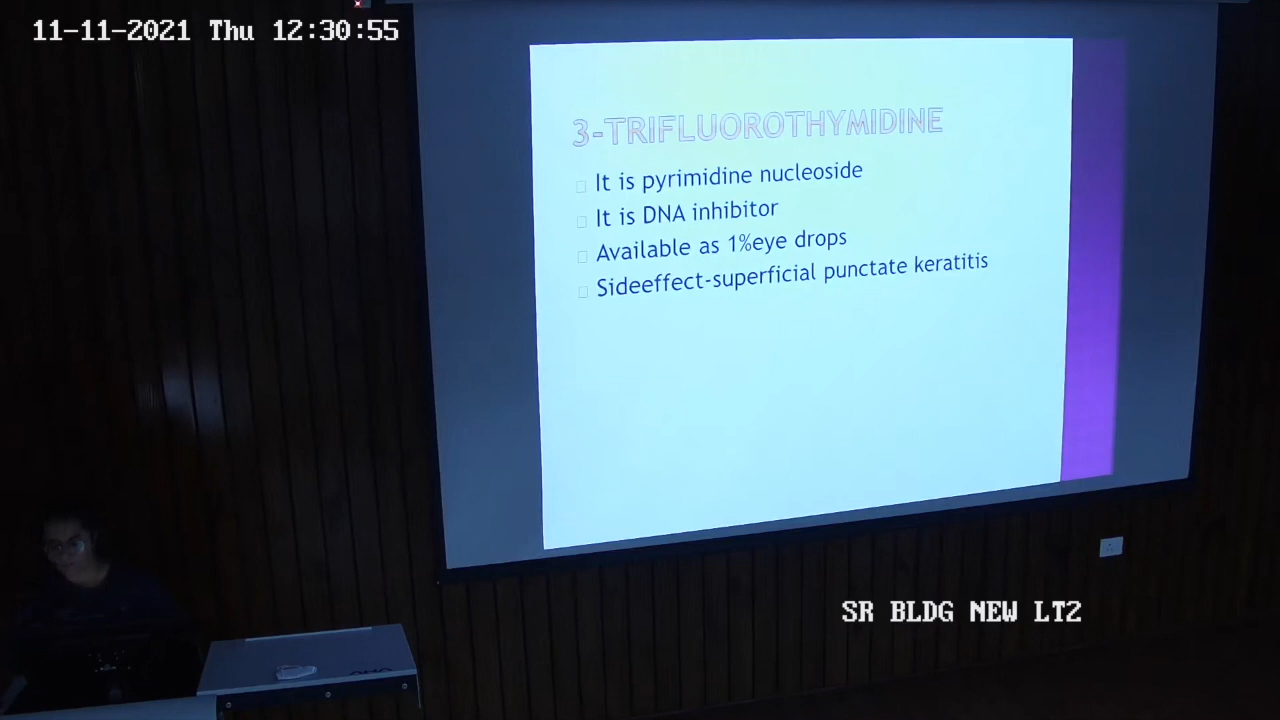 11-11-2021 Thu 12:30:55
3-TRIFLUOROTHYMIDINE
It is pyrimidine nucleoside
It is DNA inhibitor
Available as 1%eye drops
Sideeffect-superficial punctate keratitis
SR BLDG NEW LT2